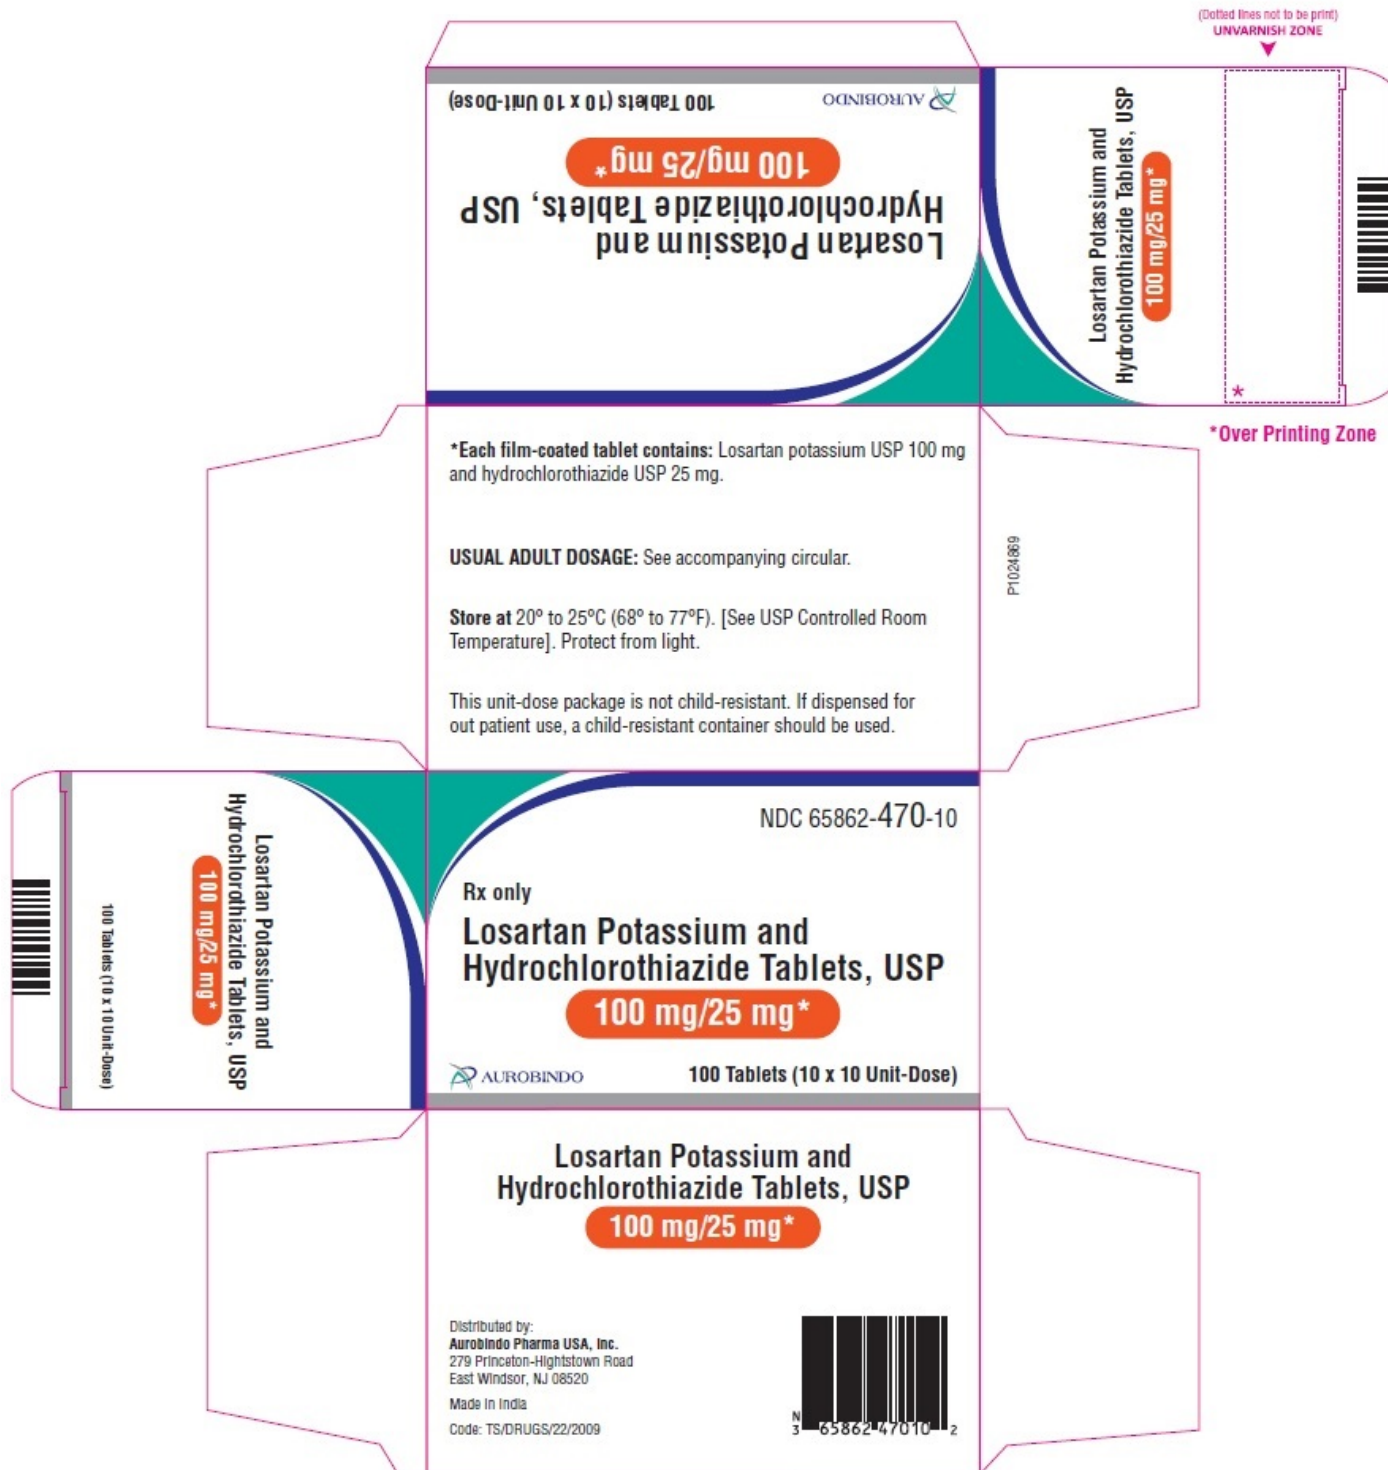 (Dotted lines not to be print)
UNVARNISH ZONE
100 Tablets (10 x 10 Unit-Dose)
AUROBINDO
100 mg/25 mg*
Losartan Potassium and
Hydrochlorothiazide Tablets, USP
Losartan Potassium and
Hydrochlorothiazide Tablets, USP
100 mg/25 mg*
*
*Over Printing Zone
*Each film-coated tablet contains: Losartan potassium USP 100 mg
and hydrochlorothiazide USP 25 mg.
USUAL ADULT DOSAGE: See accompanying circular.
Store at 20º to 25ºC (68º to 77ºF). [See USP Controlled Room
Temperature]. Protect from light.
This unit-dose package is not child-resistant. If dispensed for
out patient use, a child-resistant container should be used.
P1024869
Losartan Potassium and
Hydrochlorothiazide Tablets, USP
100 mg/25 mg*
100 Tablets (10 x 10 Unit-Dose)
NDC 65862-470-10
Rx only
Losartan Potassium and
Hydrochlorothiazide Tablets, USP
100 mg/25 mg*
AUROBINDO
100 Tablets (10 x 10 Unit-Dose)
Losartan Potassium and
Hydrochlorothiazide Tablets, USP
100 mg/25 mg*
Distributed by:
Aurobindo Pharma USA, Inc.
279 Princeton-Hightstown Road
East Windsor, NJ 08520
Made in India
Code: TS/DRUGS/22/2009
N
3 65862 47010 2